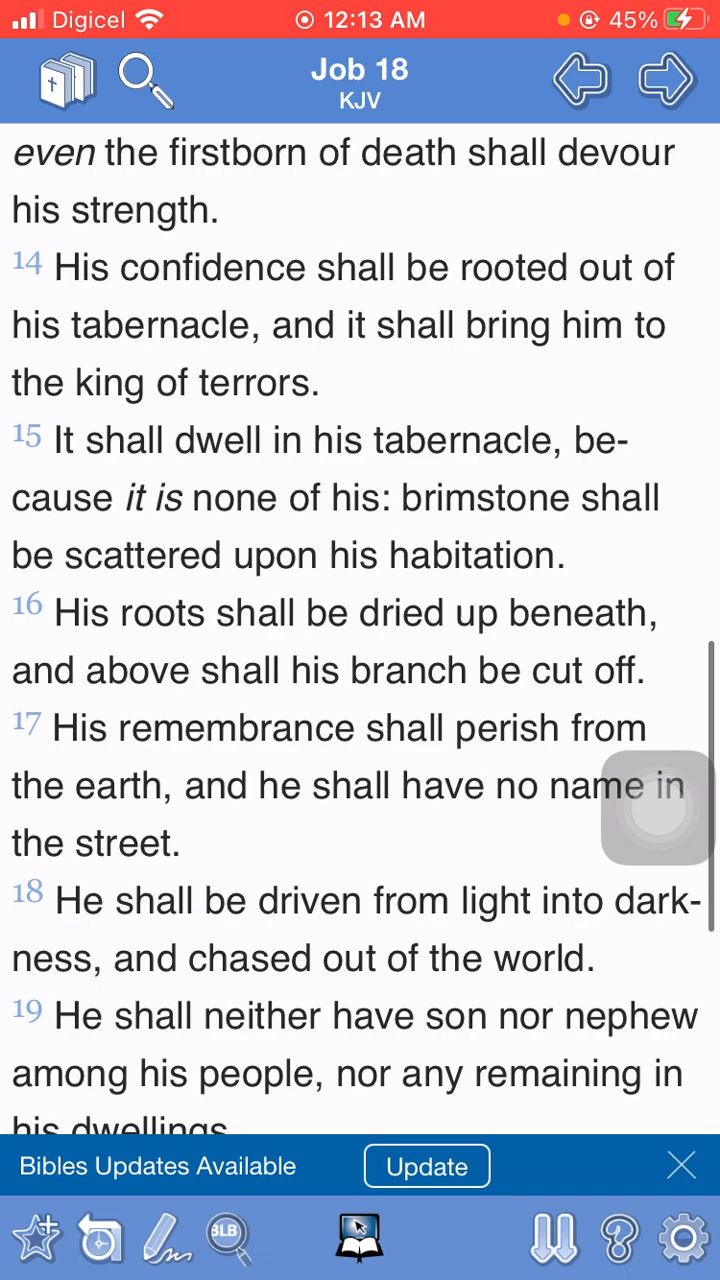 Digicel 12:13 AM 45%
Job 18
KJV
even the firstborn of death shall devour
his strength.
14 His confidence shall be rooted out of
his tabernacle, and it shall bring him to
the king of terrors.
15 It shall dwell in his tabernacle, be-
cause it is none of his: brimstone shall
be scattered upon his habitation.
16 His roots shall be dried up beneath,
and above shall his branch be cut off.
17 His remembrance shall perish from
the earth, and he shall have no name in
the street.
18 He shall be driven from light into dark-
ness, and chased out of the world.
19 He shall neither have son nor nephew
among his people, nor any remaining in
his dwellings
Bibles Updates Available Update
BLB